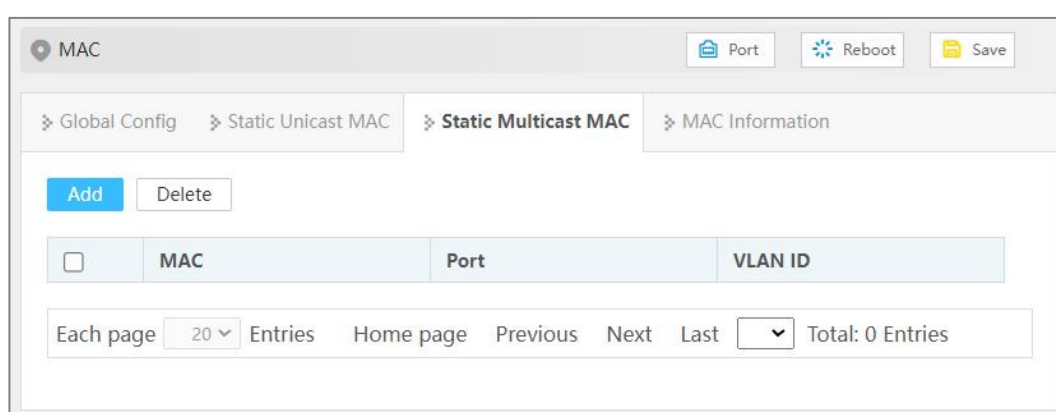 MAC Port Reboot Save
Global Config Static Unicast MAC Static Multicast MAC MAC Information
Add Delete
MAC Port VLAN ID
Each page 20 Entries Home page Previous Next Last Total: 0 Entries